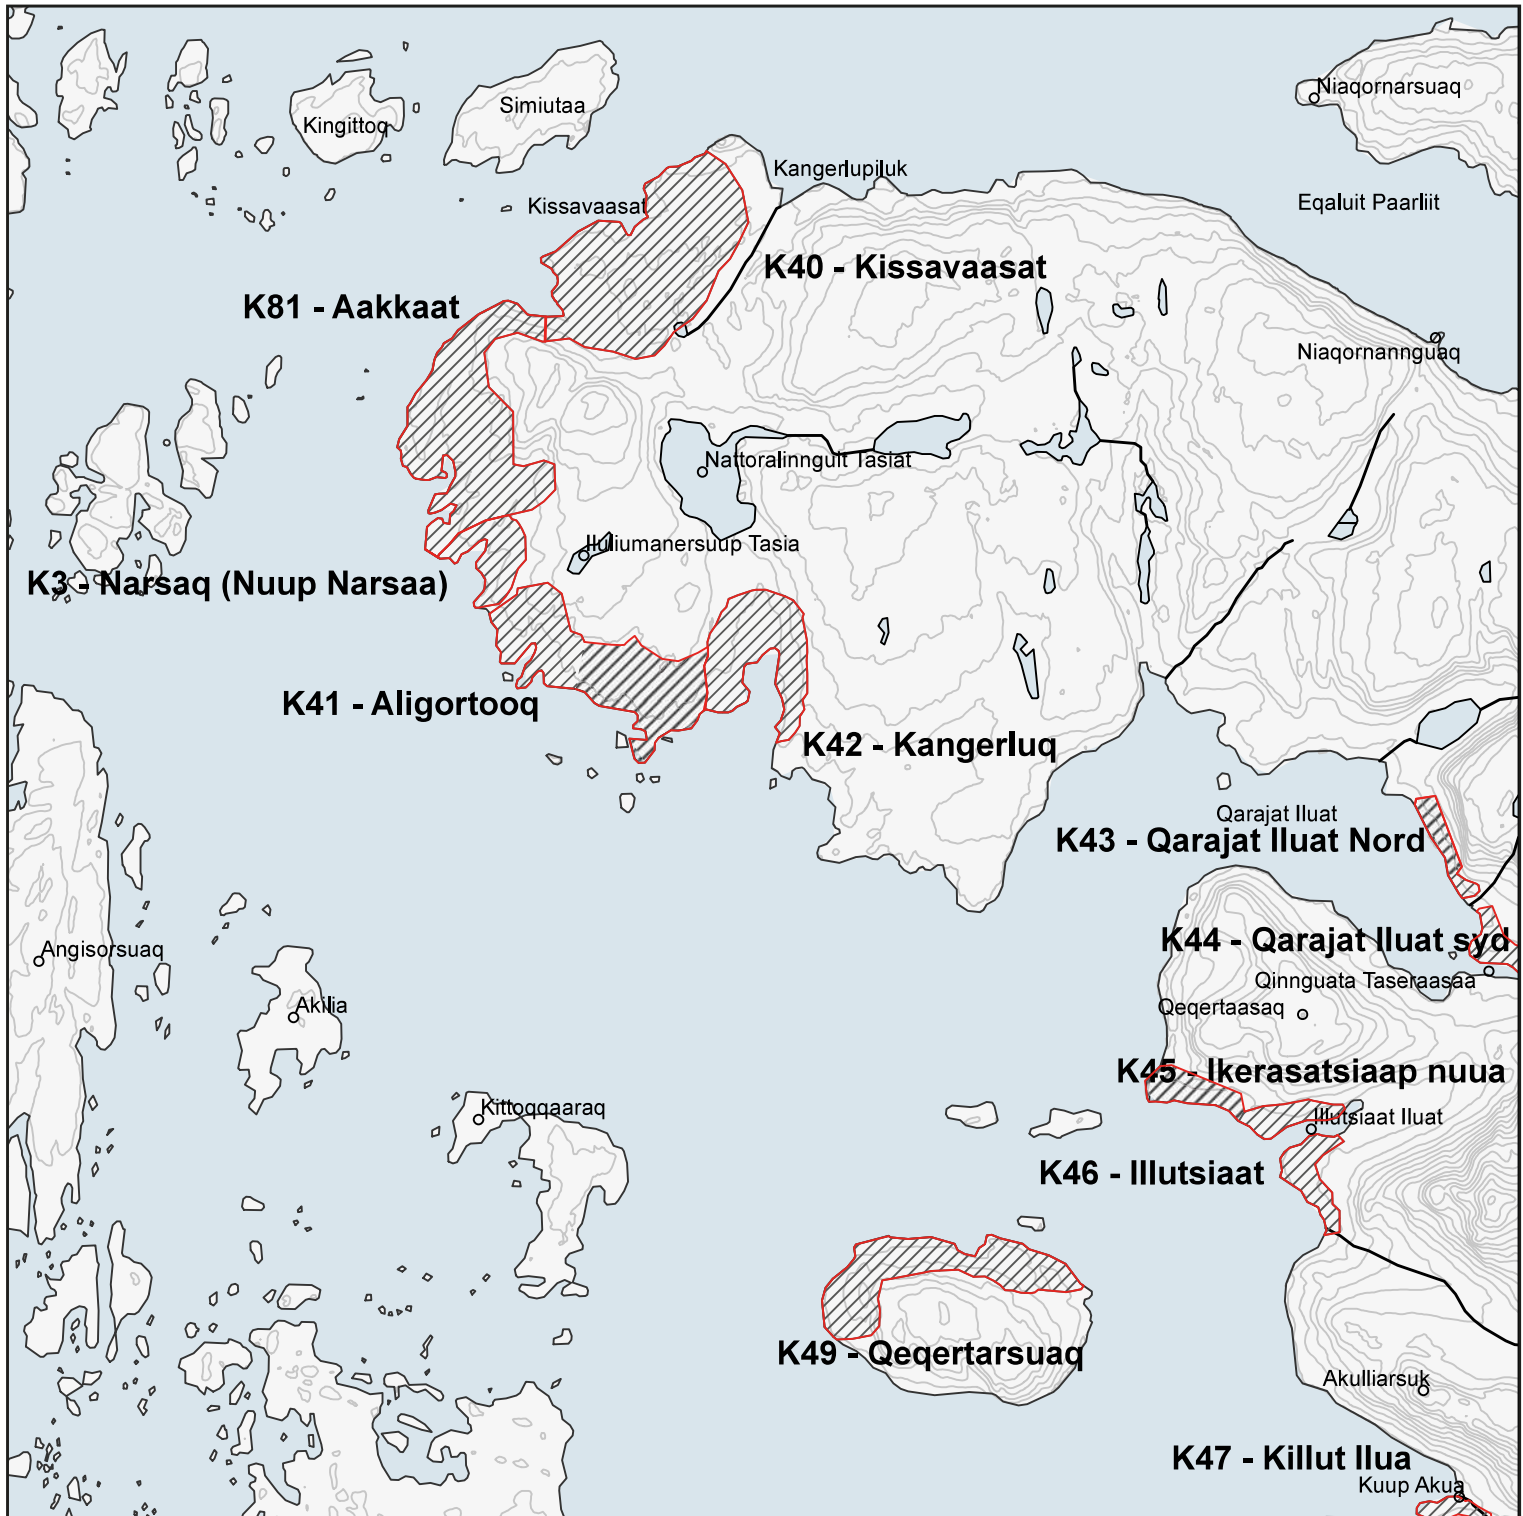 Niaqornarsuaq
Simiutaa
Kingittoq
Kangerlupiluk
Kissavaasat
Eqaluit Paarliit
K40 - Kissavaasat
K81 - Aakkaat
Niaqornannguaq
Nattoralinnguit Tasiat
Iluliumanersuup Tasia
K3 - Narsaq (Nuup Narsaa)
K41 - Aligortooq
K42 - Kangerluq
Qarajat Iluat
K43 - Qarajat Iluat Nord
K44 - Qarajat Iluat syd
Angisorsuaq
Qinnguata Taseraasaa
Akilia
Qeqertaasaq
K45 - Ikerasatsiaap nuua
Kittoqqaaraq
Illutsiaat Iluat
K46 - Illutsiaat
K49 - Qeqertarsuaq
Akulliarsuk
K47 - Killut Ilua
Kuup Akua